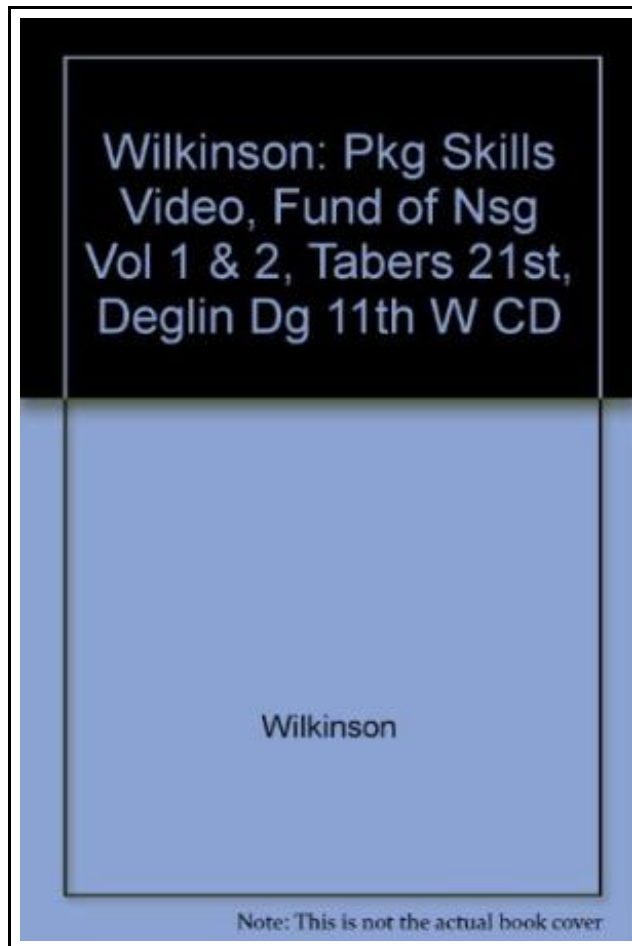 Wilkinson: Pkg Skills
Video, Fund of Nsg
Vol 1 & 2, Tabers 21st,
Deglin Dg 11th W CD
Wilkinson
Note: This is not the actual book cover